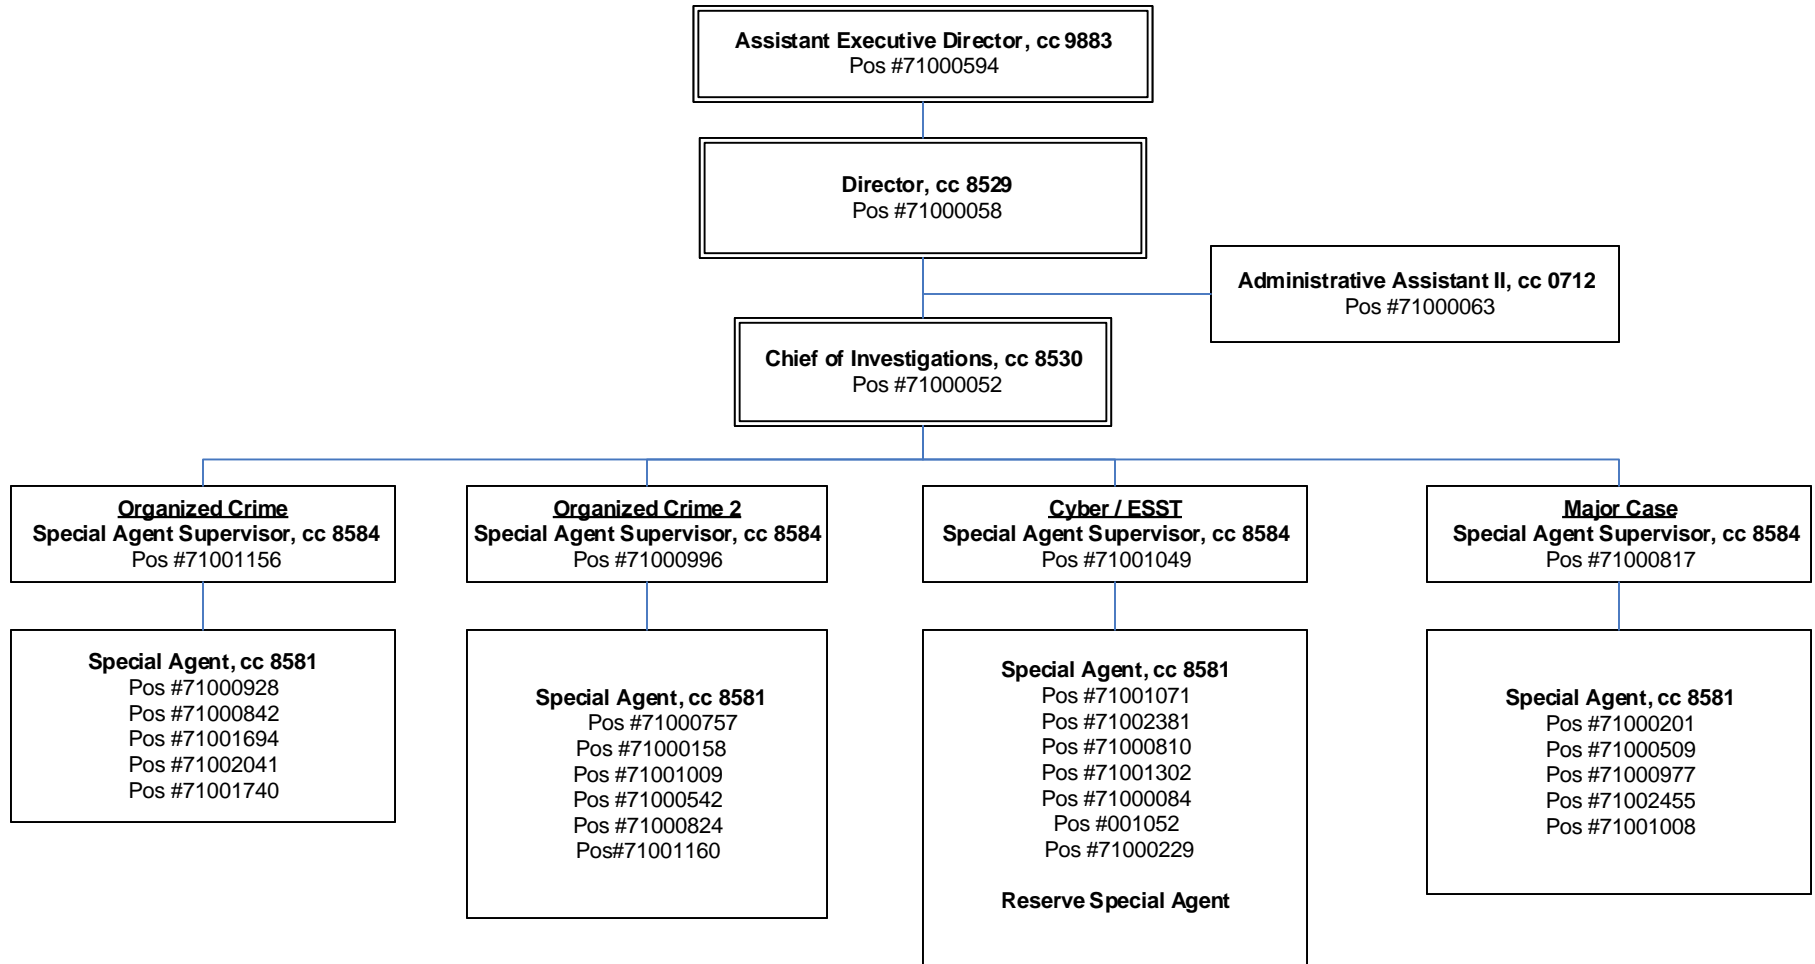 Assistant Executive Director, cc 9883
Pos #71000594
Director, cc 8529
Pos #71000058
Administrative Assistant II, cc 0712
Pos #71000063
Chief of Investigations, cc 8530
Pos #71000052
Organized Crime
Special Agent Supervisor, cc 8584
Pos #71001156
Organized Crime 2
Special Agent Supervisor, cc 8584
Pos #71000996
Cyber / ESST
Special Agent Supervisor, cc 8584
Pos #71001049
Major Case
Special Agent Supervisor, cc 8584
Pos #71000817
Special Agent, cc 8581
Pos #71000928
Pos #71000842
Pos #71001694
Pos #71002041
Pos #71001740
Special Agent, cc 8581
Pos #71000757
Pos #71000158
Pos #71001009
Pos #71000542
Pos #71000824
Pos#71001160
Special Agent, cc 8581
Pos #71001071
Pos #71002381
Pos #71000810
Pos #71001302
Pos #71000084
Pos #001052
Pos #71000229
Reserve Special Agent
Special Agent, cc 8581
Pos #71000201
Pos #71000509
Pos #71000977
Pos #71002455
Pos #71001008